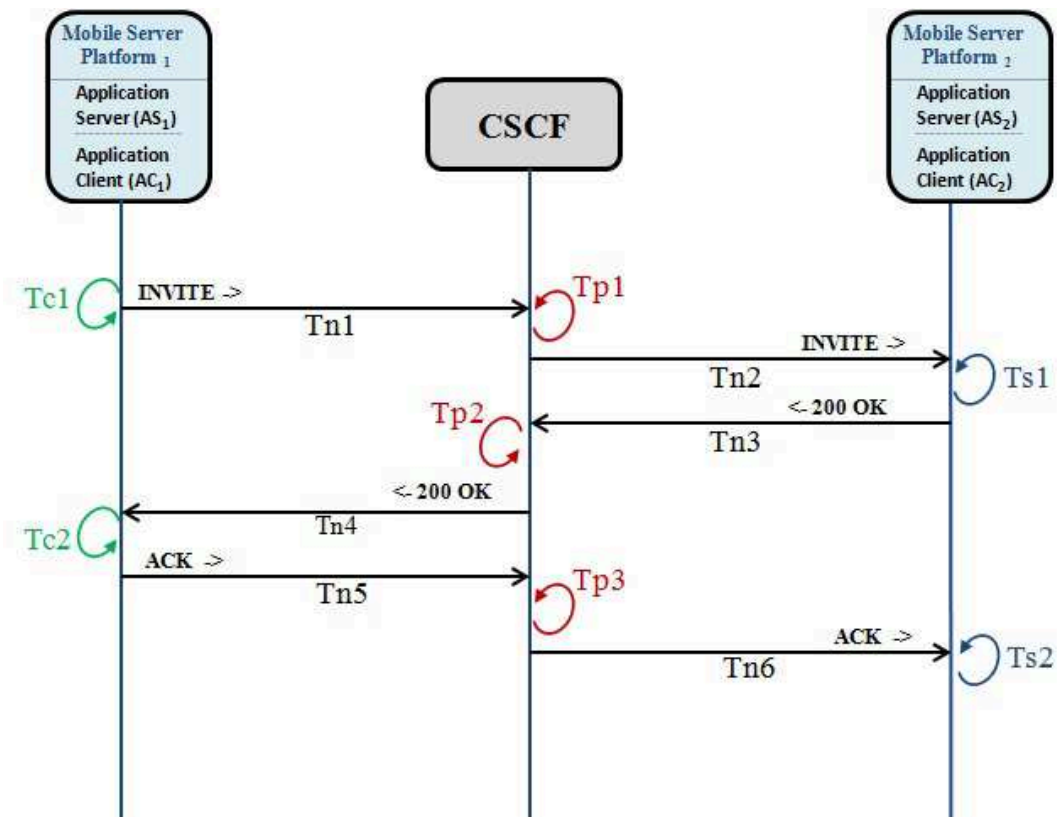 Mobile Server
Platform 1
Application
Server (AS1)
Application
Client (AC1)
CSCF
Mobile Server
Platform 2
Application
Server (AS2)
Application
Client (AC2)
Tc1
INVITE ->
Tn1
Tp1
INVITE ->
Tn2
Ts1
Tp2
<- 200 OK
Tn3
<- 200 OK
Tn4
Tc2
ACK ->
Tn5
Tp3
ACK ->
Tn6
Ts2